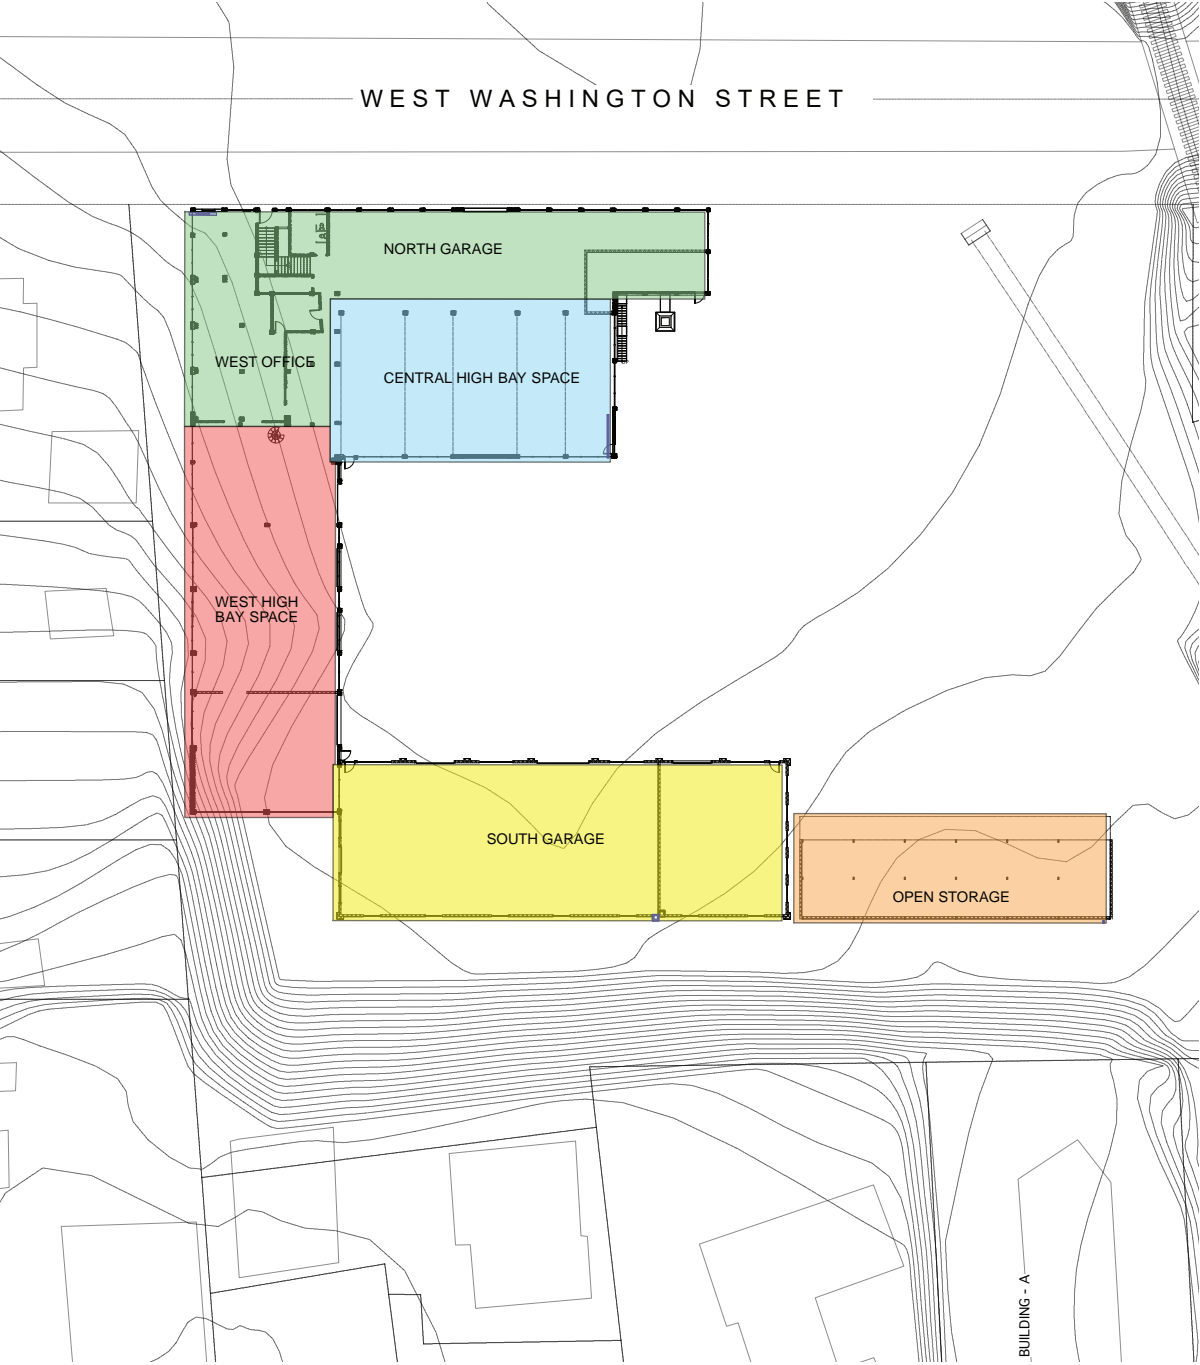 WEST WASHINGTON STREET
NORTH GARAGE
WEST OFFICE
CENTRAL HIGH BAY SPACE
WEST HIGH
BAY SPACE
SOUTH GARAGE
OPEN STORAGE
BUILDING - A